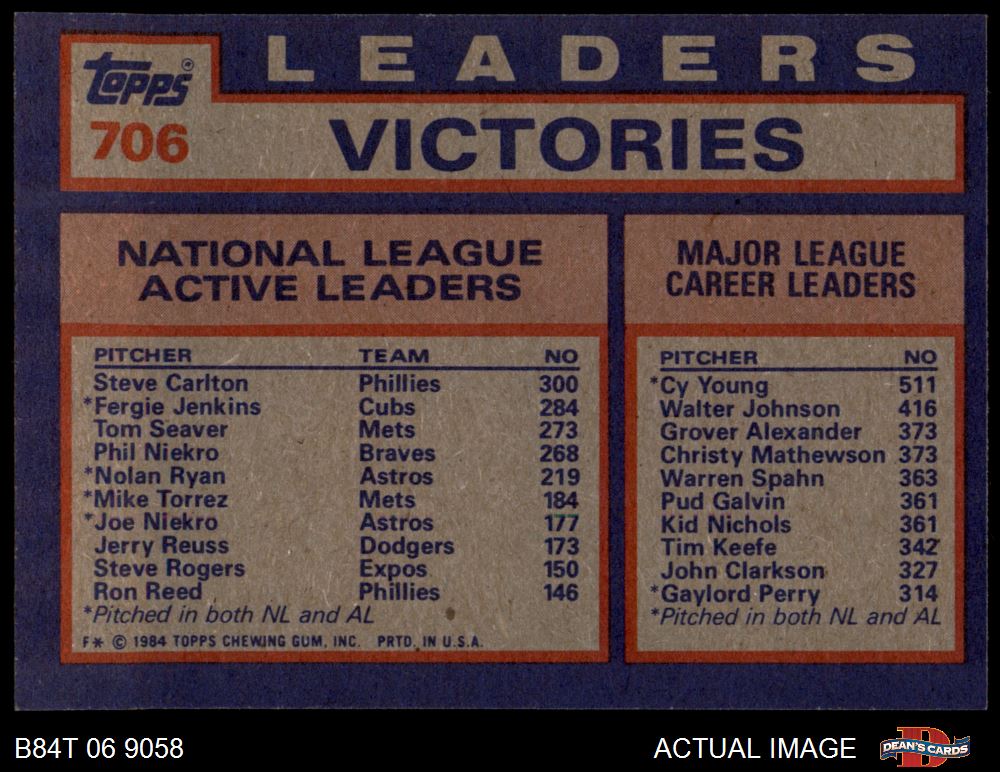 LEADERS
topps®
706
VICTORIES
NATIONAL LEAGUE
ACTIVE LEADERS
PITCHER TEAM NO
Steve Carlton Phillies 300
*Fergie Jenkins Cubs 284
Tom Seaver Mets 273
Phil Niekro Braves 268
*Nolan Ryan Astros 219
*Mike Torrez Mets 184
*Joe Niekro Astros 177
Jerry Reuss Dodgers 173
Steve Rogers Expos 150
Ron Reed Phillies 146
*Pitched in both NL and AL
F* © 1984 TOPPS CHEWING GUM, INC. PRTD. IN U.S.A.
MAJOR LEAGUE
CAREER LEADERS
PITCHER NO
*Cy Young 511
Walter Johnson 416
Grover Alexander 373
Christy Mathewson 373
Warren Spahn 363
Pud Galvin 361
Kid Nichols 361
Tim Keefe 342
John Clarkson 327
*Gaylord Perry 314
*Pitched in both NL and AL
B84T 06 9058
ACTUAL IMAGE
D
DEAN'S CARDS